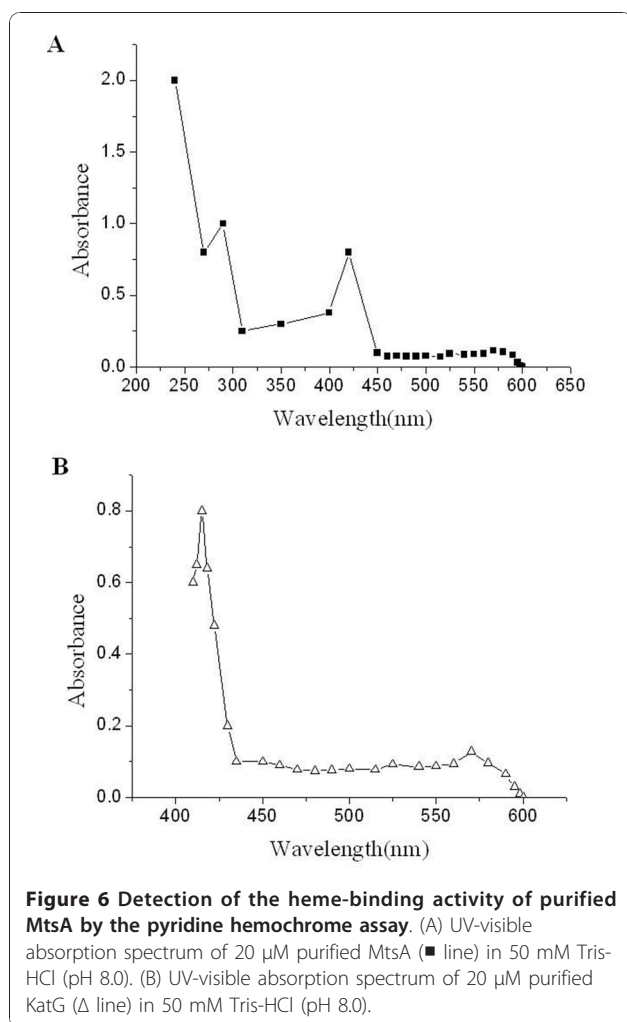 A
2.0
1.5
1.0
0.5
0.0
Absorbance
200 250 300 350 400 450 500 550 600 650
Wavelength(nm)
B
0.8
0.6
0.4
0.2
0.0
Absorbance
400 450 500 550 600
Wavelength(nm)
Figure 6 Detection of the heme-binding activity of purified
MtsA by the pyridine hemochrome assay. (A) UV-visible
absorption spectrum of 20 μM purified MtsA (■ line) in 50 mM Tris-
HCl (pH 8.0). (B) UV-visible absorption spectrum of 20 μM purified
KatG (Δ line) in 50 mM Tris-HCl (pH 8.0).